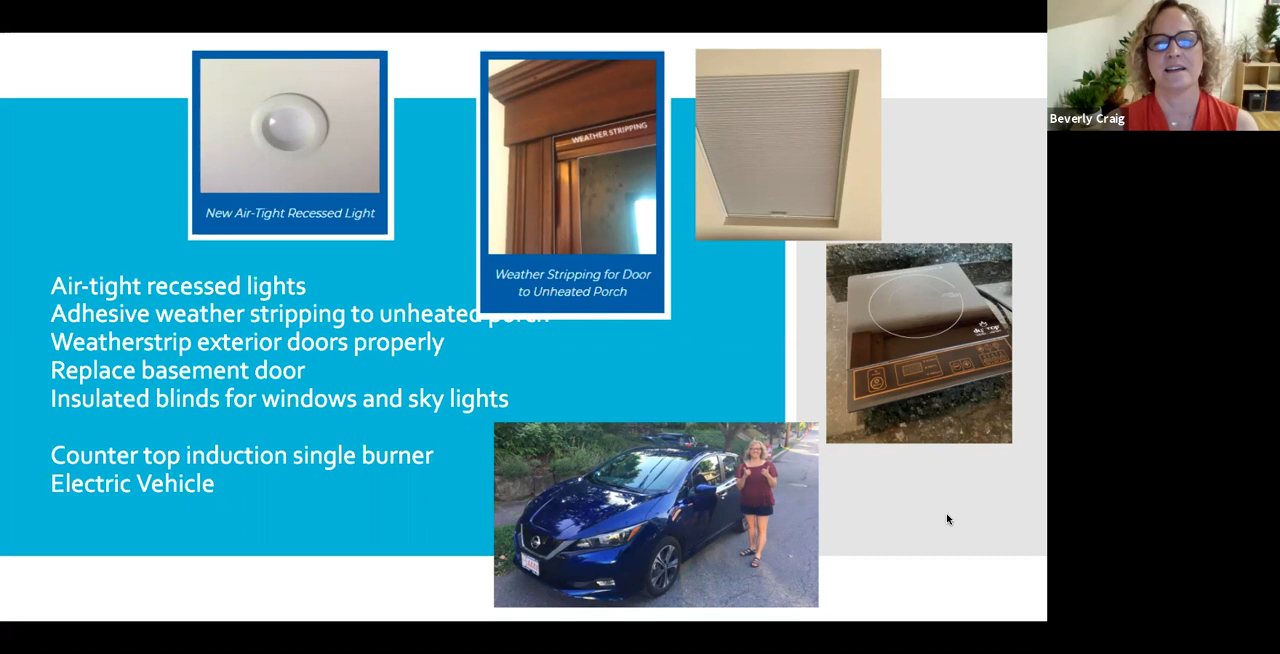 Beverly Craig
WEATHER STRIPPING
New Air-Tight Recessed Light
Weather Stripping for Door
to Unheated Porch
Air-tight recessed lights
Adhesive weather stripping to unheated porch
Weatherstrip exterior doors properly
Replace basement door
Insulated blinds for windows and sky lights
Counter top induction single burner
Electric Vehicle